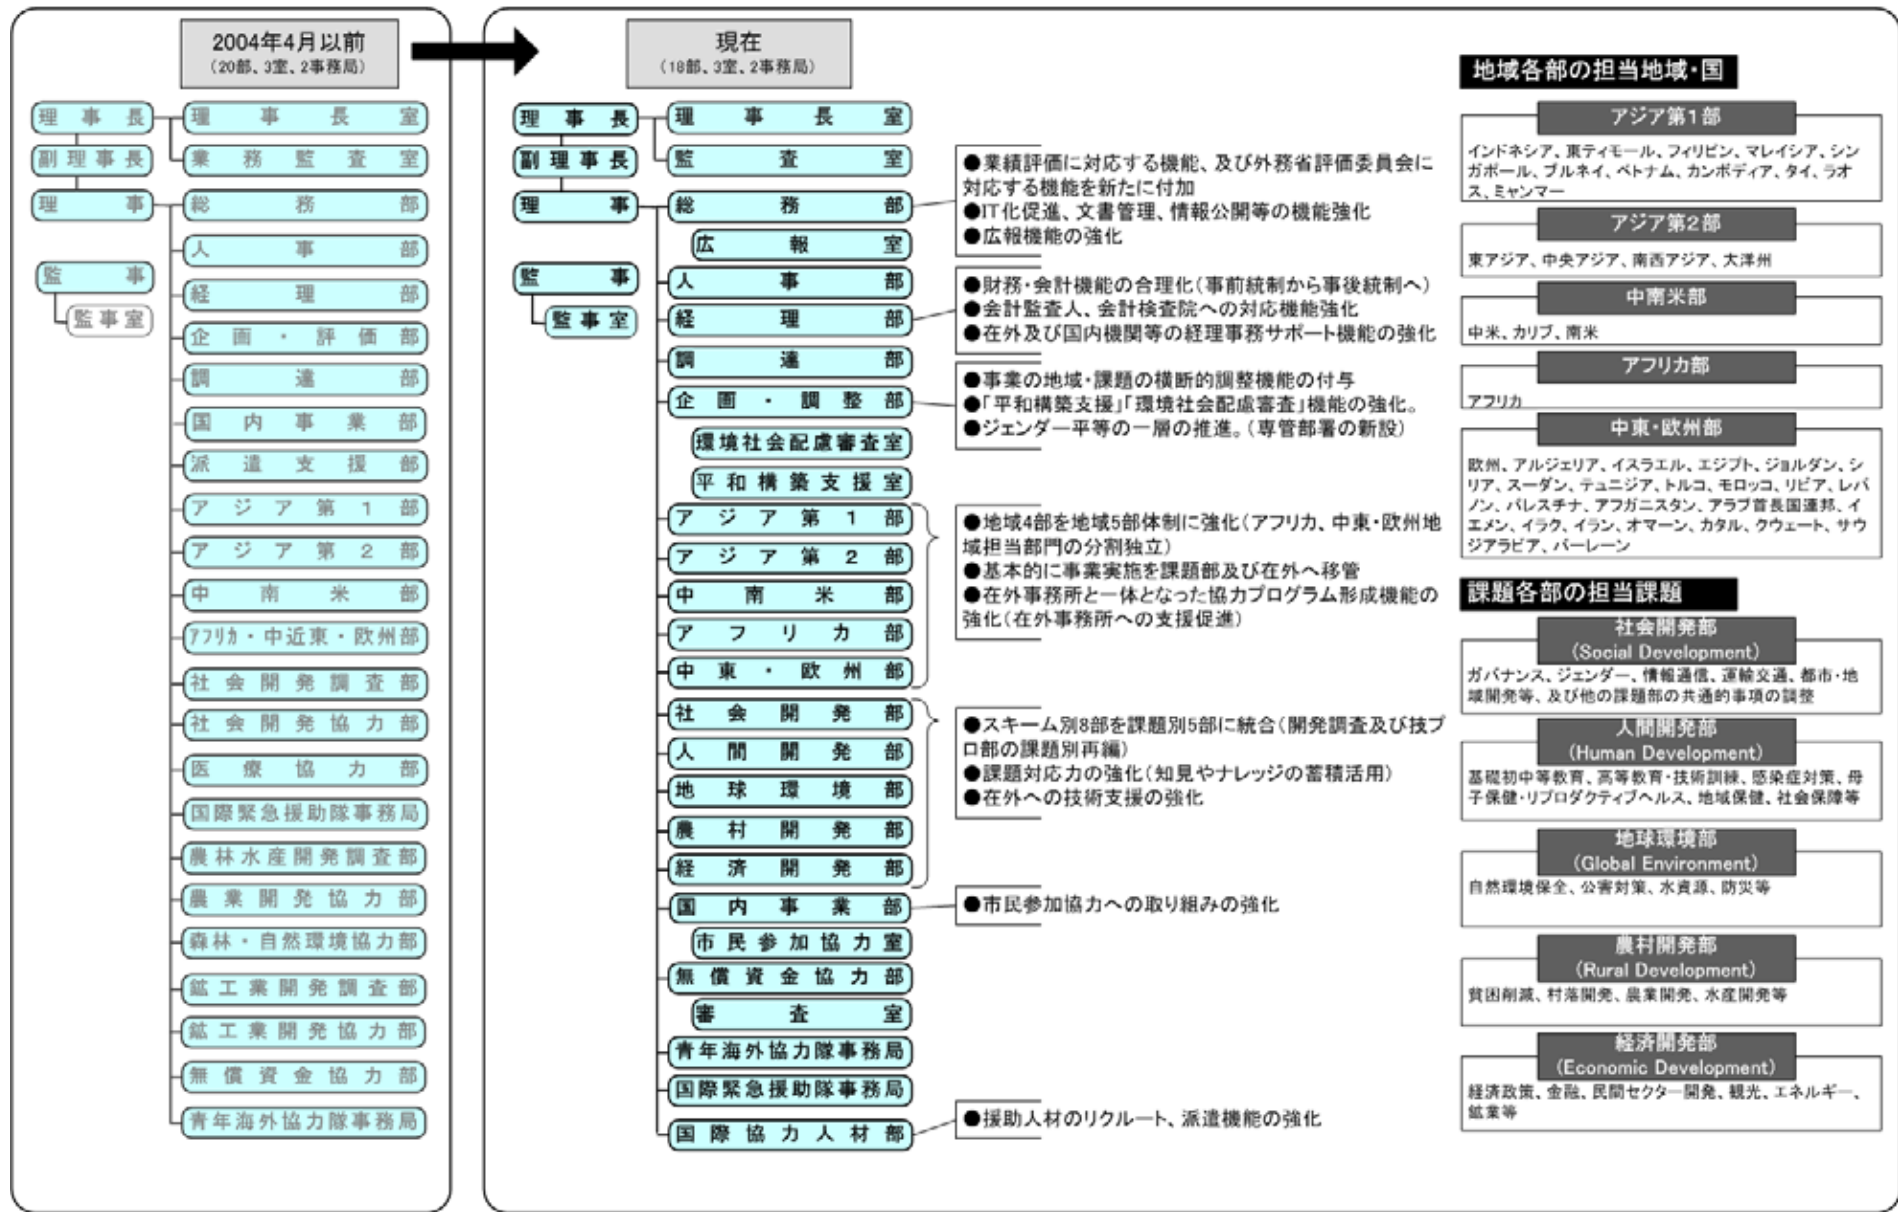 2004年4月以前
(20部、3室、2事務局)
理事長
理事長室
副理事長
業務監査室
理事
総務部
人事部
監事
経理部
監事室
企画・評価部
調達部
国内事業部
派遣支援部
アジア第1部
アジア第2部
中南米部
アフリカ・中近東・欧州部
社会開発調査部
社会開発協力部
医療協力部
国際緊急援助隊事務局
農林水産開発調査部
農業開発協力部
森林・自然環境協力部
鉱工業開発調査部
鉱工業開発協力部
無償資金協力部
青年海外協力隊事務局
現在
(18部、3室、2事務局)
理事長
理事長室
副理事長
監査室
理事
総務部
広報室
監事
人事部
監事室
経理部
調達部
企画・調整部
環境社会配慮審査室
平和構築支援室
アジア第1部
アジア第2部
中南米部
アフリカ部
中東・欧州部
社会開発部
人間開発部
地球環境部
農村開発部
経済開発部
国内事業部
市民参加協力室
無償資金協力部
審査室
青年海外協力隊事務局
国際緊急援助隊事務局
国際協力人材部
●業績評価に対応する機能、及び外務省評価委員会に
対応する機能を新たに付加
●IT化促進、文書管理、情報公開等の機能強化
●広報機能の強化
●財務・会計機能の合理化(事前統制から事後統制へ)
●会計監査人、会計検査院への対応機能強化
●在外及び国内機関等の経理事務サポート機能の強化
●事業の地域・課題の横断的調整機能の付与
●「平和構築支援」「環境社会配慮審査」機能の強化。
●ジェンダー平等の一層の推進。(専管部署の新設)
●地域4部を地域5部体制に強化(アフリカ、中東・欧州地
域担当部門の分割独立)
●基本的に事業実施を課題部及び在外へ移管
●在外事務所と一体となった協力プログラム形成機能の
強化(在外事務所への支援促進)
●スキーム別8部を課題別5部に統合(開発調査及び技プ
ロ部の課題別再編)
●課題対応力の強化(知見やナレッジの蓄積活用)
●在外への技術支援の強化
●市民参加協力への取り組みの強化
●援助人材のリクルート、派遣機能の強化
地域各部の担当地域・国
アジア第1部
インドネシア、東ティモール、フィリピン、マレイシア、シン
ガポール、ブルネイ、ベトナム、カンボディア、タイ、ラオ
ス、ミャンマー
アジア第2部
東アジア、中央アジア、南西アジア、大洋州
中南米部
中米、カリブ、南米
アフリカ部
アフリカ
中東・欧州部
欧州、アルジェリア、イスラエル、エジプト、ジョルダン、シ
リア、スーダン、テュニジア、トルコ、モロッコ、リビア、レバ
ノン、パレスチナ、アフガニスタン、アラブ首長国連邦、イ
エメン、イラク、イラン、オマーン、カタル、クウェート、サウ
ジアラビア、バーレーン
課題各部の担当課題
社会開発部
(Social Development)
ガバナンス、ジェンダー、情報通信、運輸交通、都市・地
域開発等、及び他の課題部の共通的事項の調整
人間開発部
(Human Development)
基礎初中等教育、高等教育・技術訓練、感染症対策、母
子保健・リプロダクティブヘルス、地域保健、社会保障等
地球環境部
(Global Environment)
自然環境保全、公害対策、水資源、防災等
農村開発部
(Rural Development)
貧困削減、村落開発、農業開発、水産開発等
経済開発部
(Economic Development)
経済政策、金融、民間セクター開発、観光、エネルギー、
鉱業等